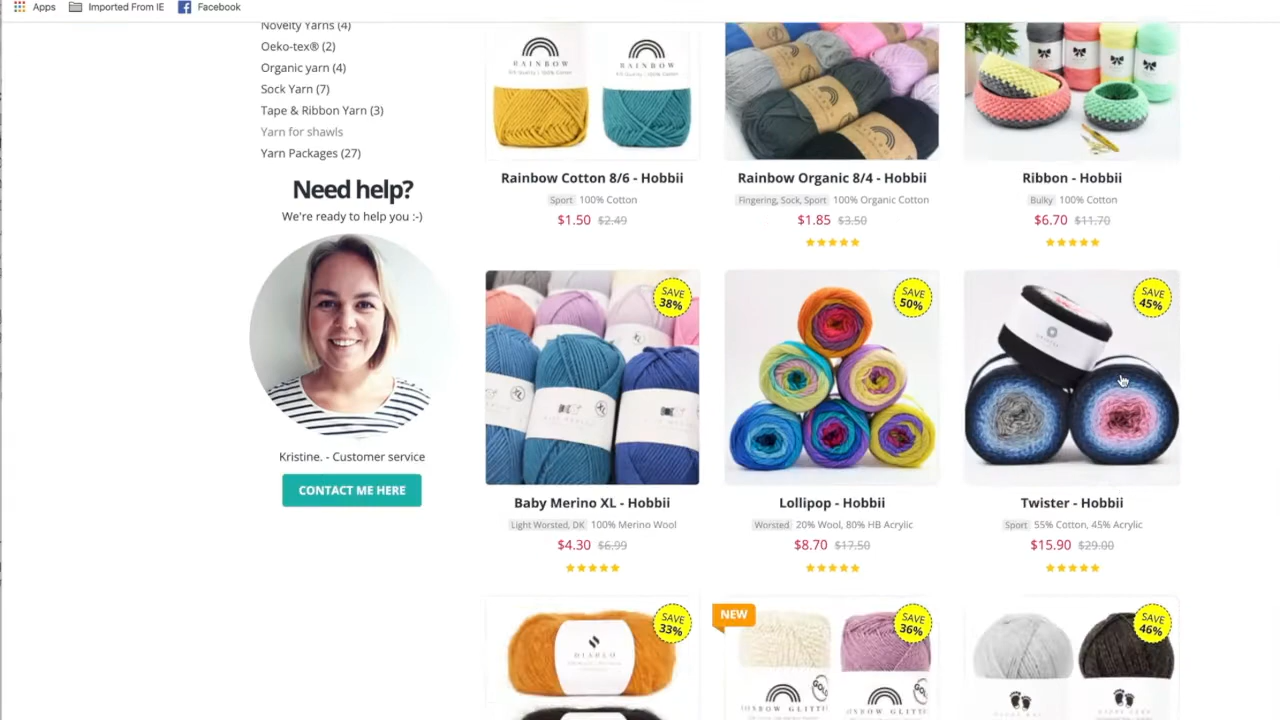 Apps Imported From IE Facebook
Novelty Yarns (4)
Oeko-tex® (2)
Organic yarn (4)
Sock Yarn (7)
Tape & Ribbon Yarn (3)
Yarn for shawls
Yarn Packages (27)
Need help?
We're ready to help you :-)
Kristine. - Customer service
CONTACT ME HERE
RAINBOW
RAINBOW
Rainbow Cotton 8/6 - Hobbii
Sport 100% Cotton
$1.50 $2.49
Rainbow Organic 8/4 - Hobbii
Fingering, Sock, Sport 100% Organic Cotton
$1.85 $3.50
Ribbon - Hobbii
Bulky 100% Cotton
$6.70 $11.70
SAVE
38%
XL
Baby Merino XL - Hobbii
Light Worsted, DK 100% Merino Wool
$4.30 $6.99
SAVE
50%
Lollipop - Hobbii
Worsted 20% Wool, 80% HB Acrylic
$8.70 $17.50
SAVE
45%
Twister - Hobbii
Sport 55% Cotton, 45% Acrylic
$15.90 $29.00
SAVE
33%
DIABLO
NEW
SAVE
36%
GOLD
SAVE
46%